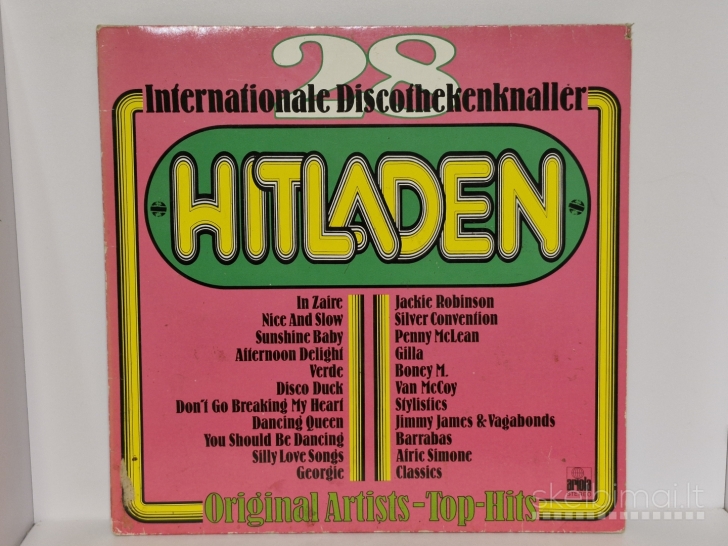 28
Internationale Discothekenknaller
HITLADEN
In Zaire
Nice And Slow
Sunshine Baby
Afternoon Delight
Verde
Disco Duck
Don't Go Breaking My Heart
Dancing Queen
You Should Be Dancing
Silly Love Songs
Georgie
Jackie Robinson
Silver Convention
Penny McLean
Gilla
Boney M.
Van McCoy
Stylistics
Jimmy James & Vagabonds
Barrabas
Afric Simone
Classics
ariola
Original Artists - Top-Hits
skelbimai.lt